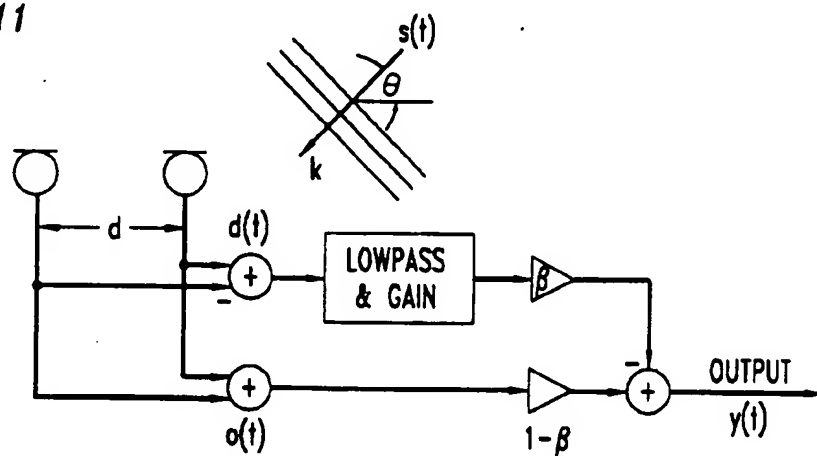 11
s(t)
θ
k
d
d(t)
LOWPASS
& GAIN
β
+
-
-
+
OUTPUT
y(t)
+
o(t)
1-β